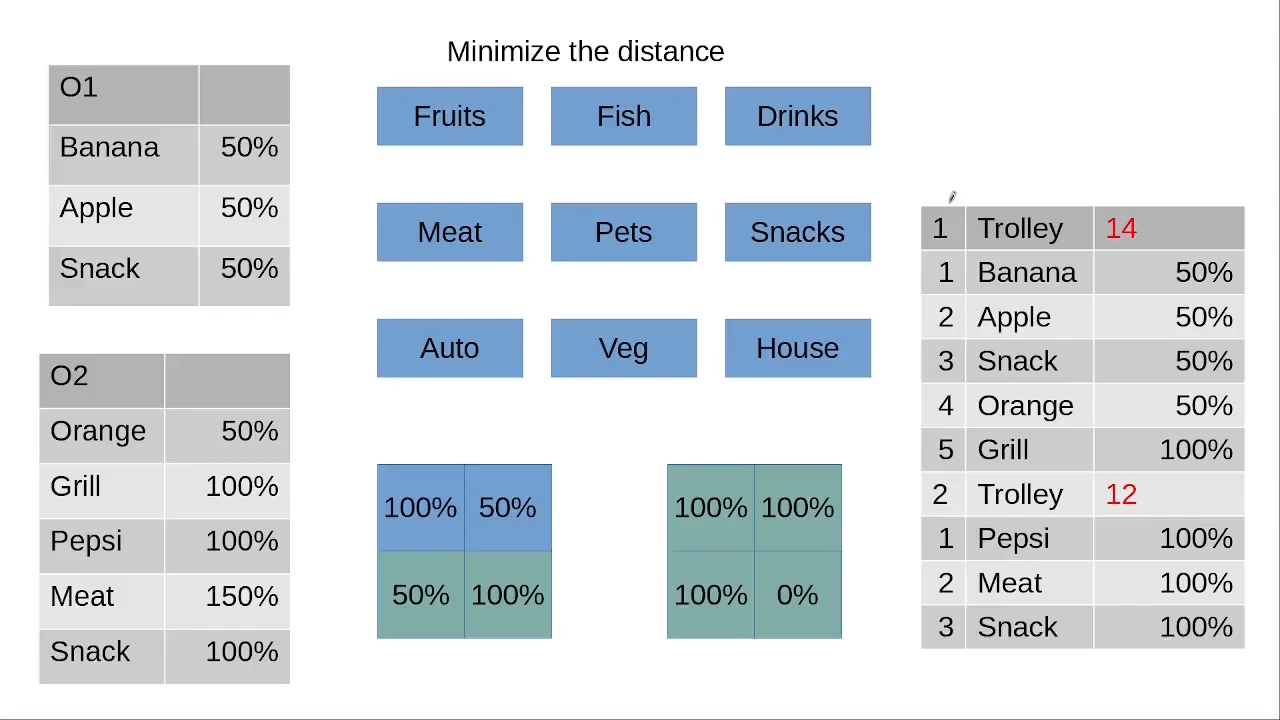 Minimize the distance
O1
Banana 50%
Apple 50%
Snack 50%
O2
Orange 50%
Grill 100%
Pepsi 100%
Meat 150%
Snack 100%
Fruits Fish Drinks
Meat Pets Snacks
Auto Veg House
100% 50%
50% 100%
100% 100%
100% 0%
1 Trolley 14
1 Banana 50%
2 Apple 50%
3 Snack 50%
4 Orange 50%
5 Grill 100%
2 Trolley 12
1 Pepsi 100%
2 Meat 100%
3 Snack 100%